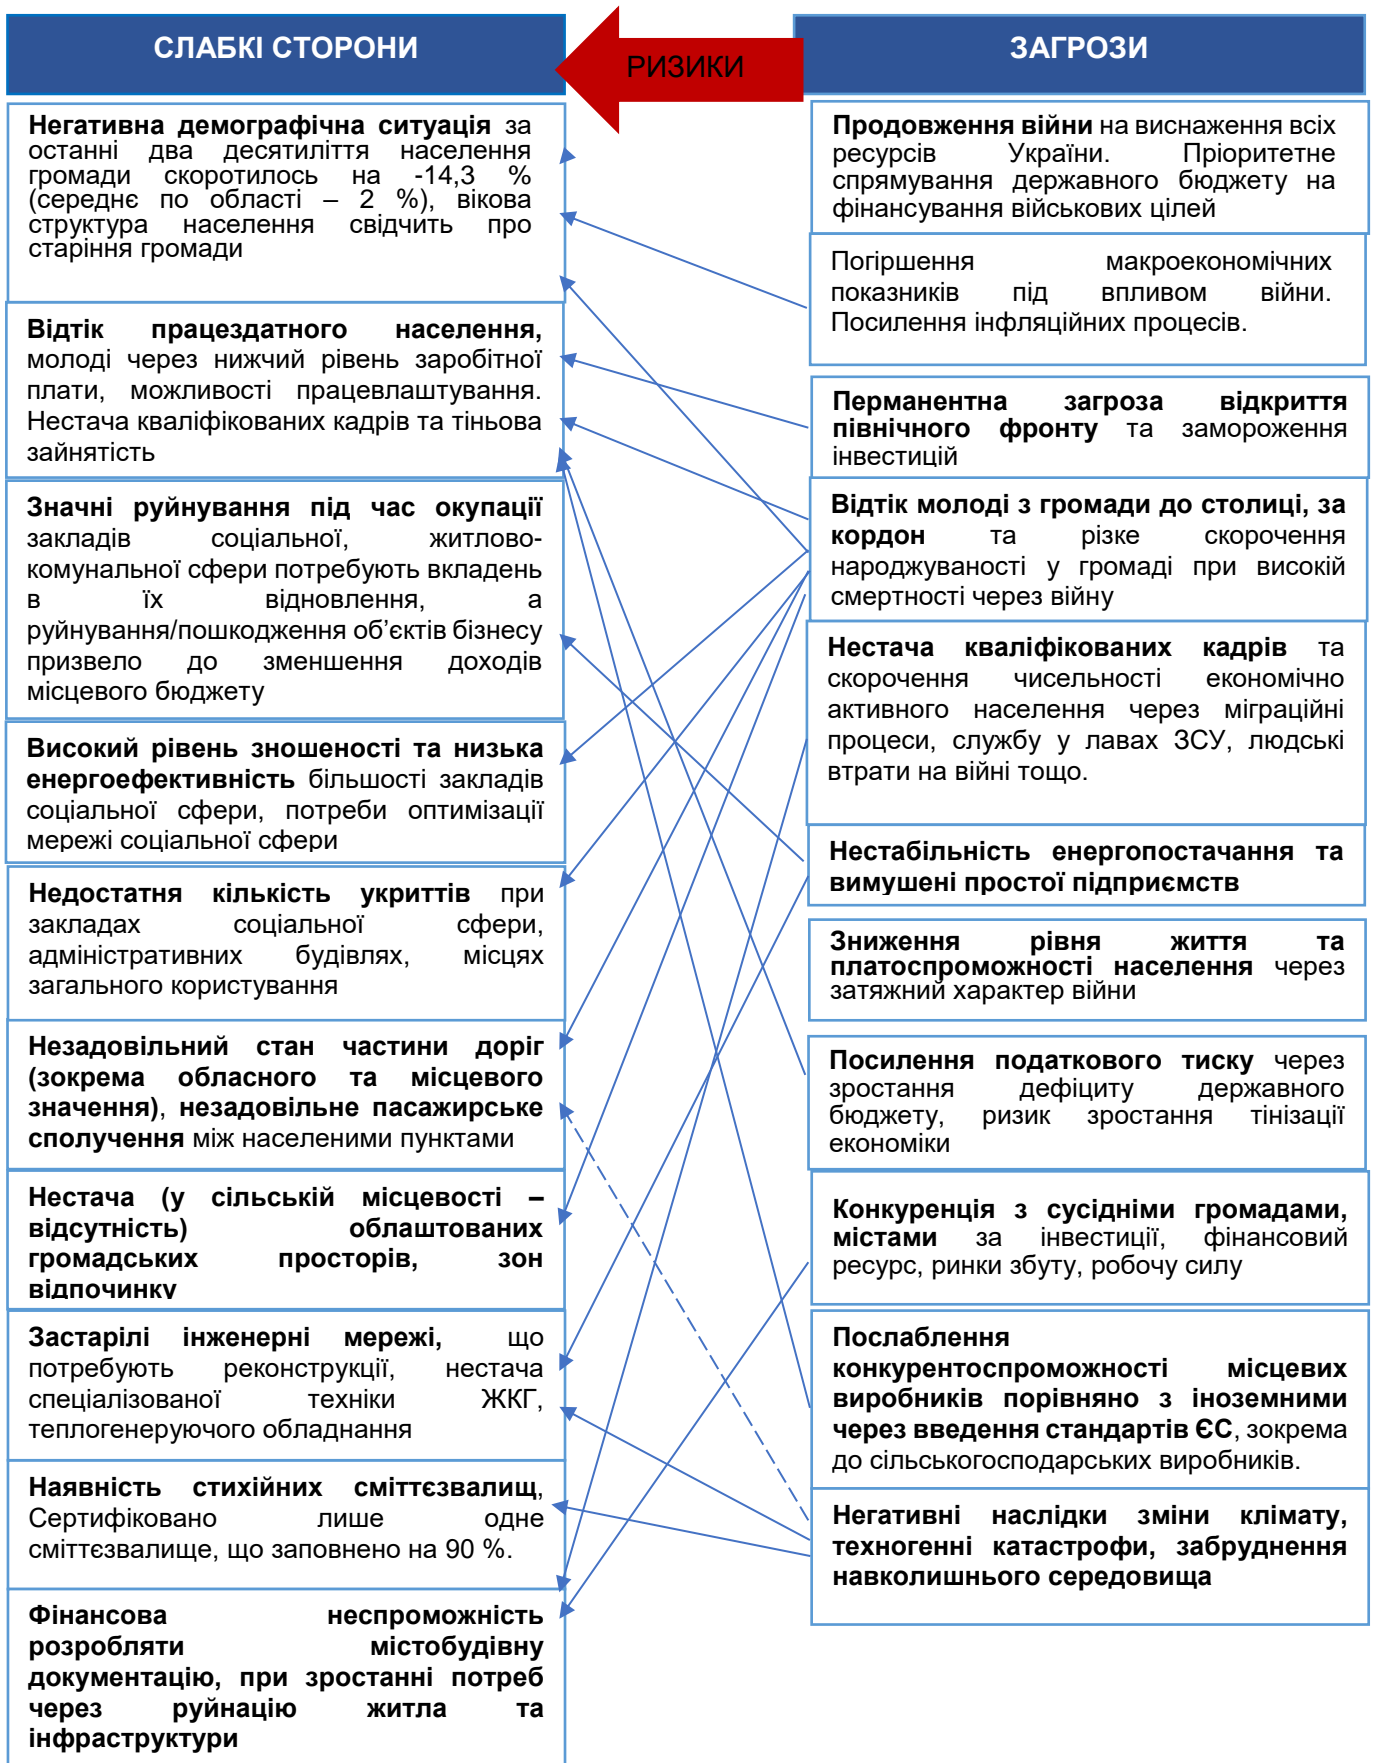 СЛАБКІ СТОРОНИ
РИЗИКИ
ЗАГРОЗИ
Негативна демографічна ситуація за
останні два десятиліття населення
громади скоротилось на -14,3 %
(середнє по області – 2 %), вікова
структура населення свідчить про
старіння громади
Відтік працездатного населення,
молоді через нижчий рівень заробітної
плати, можливості працевлаштування.
Нестача кваліфікованих кадрів та тіньова
зайнятість
Значні руйнування під час окупації
закладів соціальної, житлово-
комунальної сфери потребують вкладень
в їх відновлення, а
руйнування/пошкодження об’єктів бізнесу
призвело до зменшення доходів
місцевого бюджету
Високий рівень зношеності та низька
енергоефективність більшості закладів
соціальної сфери, потреби оптимізації
мережі соціальної сфери
Недостатня кількість укриттів при
закладах соціальної сфери,
адміністративних будівлях, місцях
загального користування
Незадовільний стан частини доріг
(зокрема обласного та місцевого
значення), незадовільне пасажирське
сполучення між населеними пунктами
Нестача (у сільській місцевості –
відсутність) облаштованих
громадських просторів, зон
відпочинку
Застарілі інженерні мережі, що
потребують реконструкції, нестача
спеціалізованої техніки ЖКГ,
теплогенеруючого обладнання
Наявність стихійних сміттєзвалищ,
Сертифіковано лише одне
сміттєзвалище, що заповнено на 90 %.
Фінансова неспроможність
розробляти містобудівну
документацію, при зростанні потреб
через руйнацію житла та
інфраструктури
Продовження війни на виснаження всіх
ресурсів України. Пріоритетне
спрямування державного бюджету на
фінансування військових цілей
Погіршення макроекономічних
показників під впливом війни.
Посилення інфляційних процесів.
Перманентна загроза відкриття
північного фронту та замороження
інвестицій
Відтік молоді з громади до столиці, за
кордон та різке скорочення
народжуваності у громаді при високій
смертності через війну
Нестача кваліфікованих кадрів та
скорочення чисельності економічно
активного населення через міграційні
процеси, службу у лавах ЗСУ, людські
втрати на війні тощо.
Нестабільність енергопостачання та
вимушені простої підприємств
Зниження рівня життя та
платоспроможності населення через
затяжний характер війни
Посилення податкового тиску через
зростання дефіциту державного
бюджету, ризик зростання тінізації
економіки
Конкуренція з сусідніми громадами,
містами за інвестиції, фінансовий
ресурс, ринки збуту, робочу силу
Послаблення
конкурентоспроможності місцевих
виробників порівняно з іноземними
через введення стандартів ЄС, зокрема
до сільськогосподарських виробників.
Негативні наслідки зміни клімату,
техногенні катастрофи, забруднення
навколишнього середовища